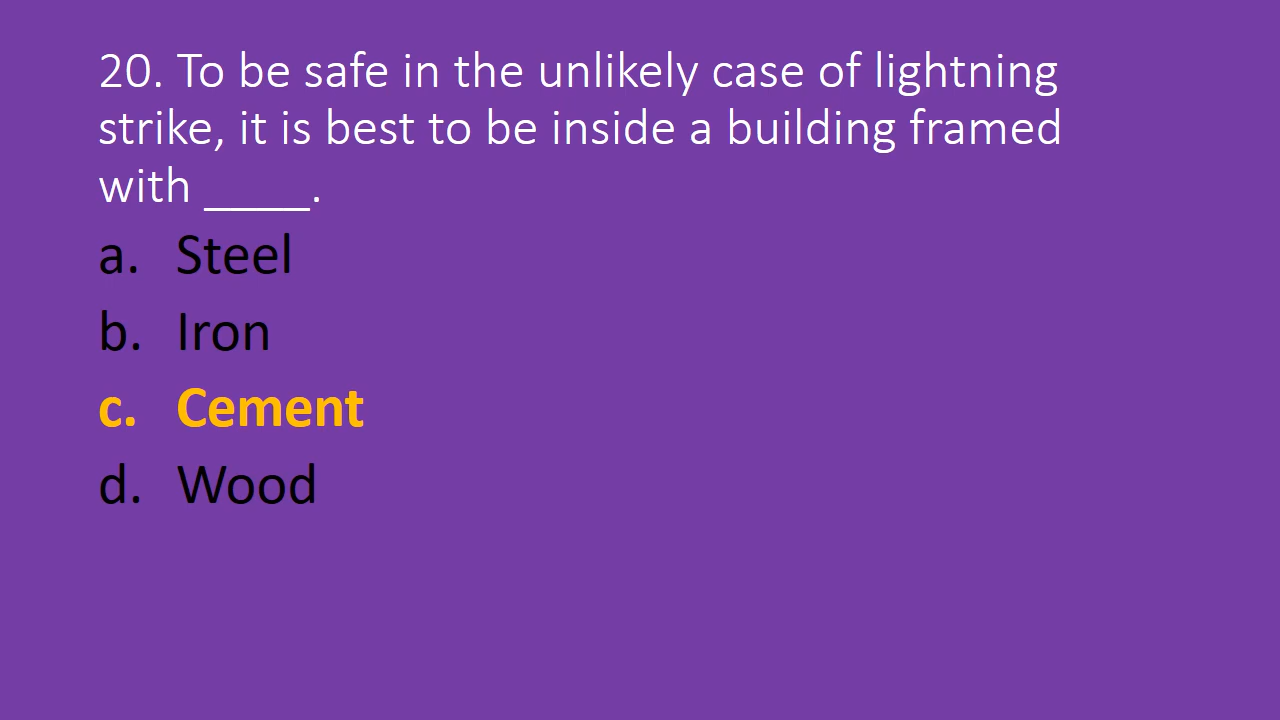 20. To be safe in the unlikely case of lightning
strike, it is best to be inside a building framed
with ____.
a. Steel
b. Iron
c. Cement
d. Wood